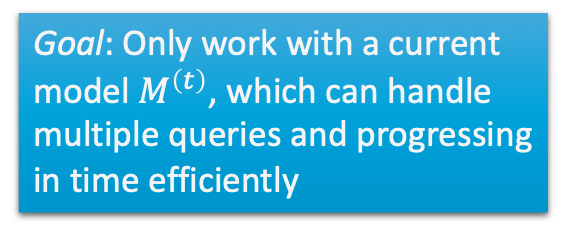 Goal: Only work with a current
model M^(t), which can handle
multiple queries and progressing
in time efficiently